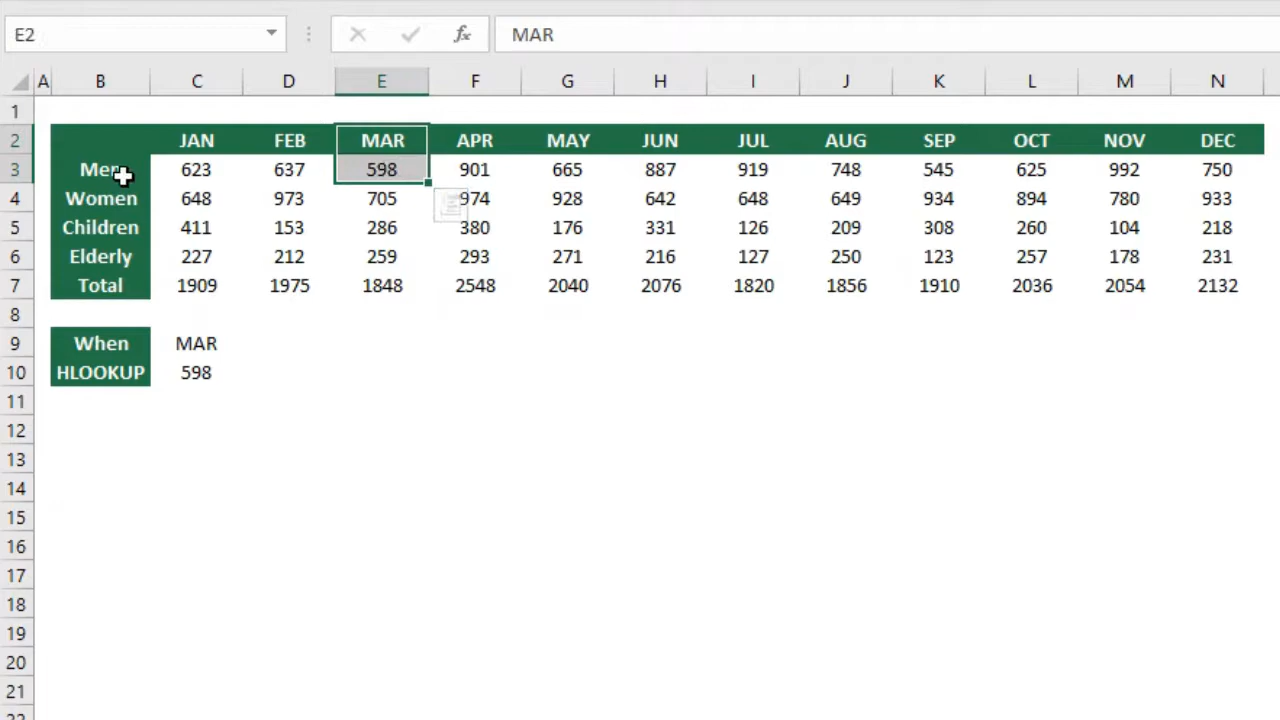 E2 fx MAR
A B C D E F G H I J K L M N
1
2 JAN FEB MAR APR MAY JUN JUL AUG SEP OCT NOV DEC
3 Men 623 637 598 901 665 887 919 748 545 625 992 750
4 Women 648 973 705 974 928 642 648 649 934 894 780 933
5 Children 411 153 286 380 176 331 126 209 308 260 104 218
6 Elderly 227 212 259 293 271 216 127 250 123 257 178 231
7 Total 1909 1975 1848 2548 2040 2076 1820 1856 1910 2036 2054 2132
8
9 When MAR
10 HLOOKUP 598
11
12
13
14
15
16
17
18
19
20
21
22